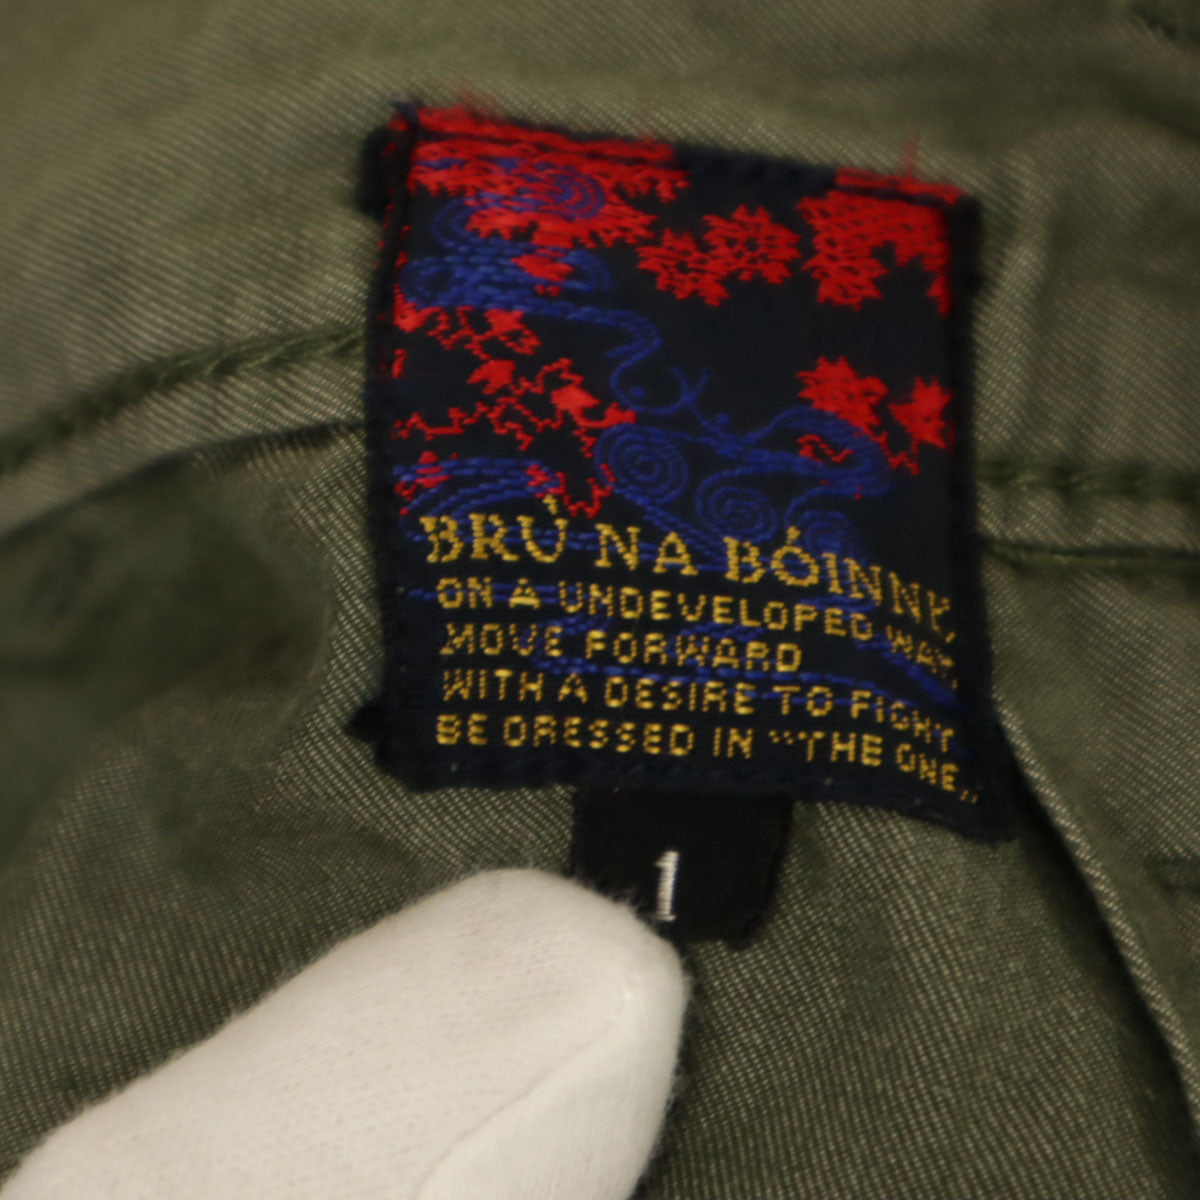 BRÚ NA BÓINNE
ON A UNDEVELOPED WAY,
MOVE FORWARD
WITH A DESIRE TO FIGHT
BE DRESSED IN "THE ONE„
1